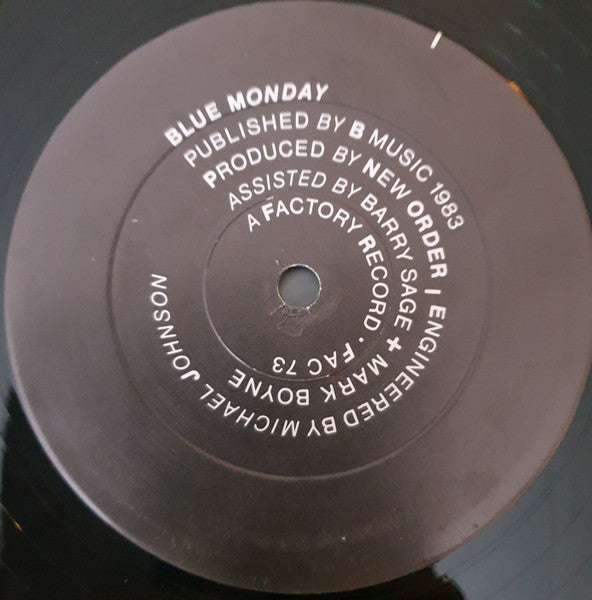 BLUE MONDAY
PUBLISHED BY B MUSIC 1983
PRODUCED BY NEW ORDER / ENGINEERED BY MICHAEL JOHNSON
ASSISTED BY BARRY SAGE + MARK BOYNE
A FACTORY RECORD · FAC 73